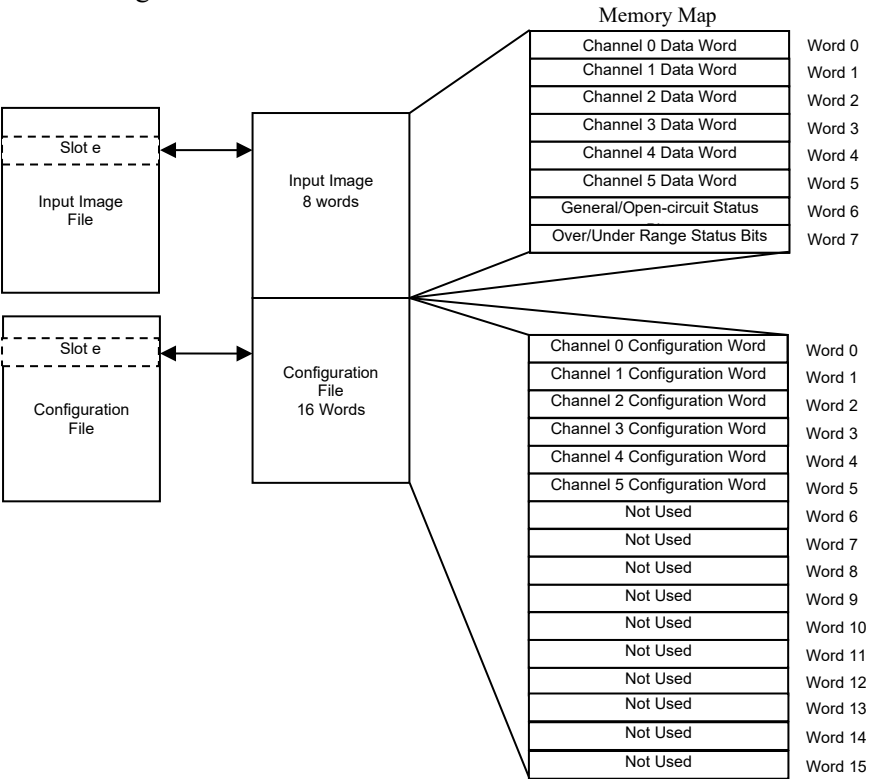 Memory Map
Channel 0 Data Word Word 0
Channel 1 Data Word Word 1
Channel 2 Data Word Word 2
Channel 3 Data Word Word 3
Channel 4 Data Word Word 4
Channel 5 Data Word Word 5
General/Open-circuit Status Word 6
Over/Under Range Status Bits Word 7
Slot e
Input Image
File
Input Image
8 words
Slot e
Configuration
File
Configuration
File
16 Words
Channel 0 Configuration Word Word 0
Channel 1 Configuration Word Word 1
Channel 2 Configuration Word Word 2
Channel 3 Configuration Word Word 3
Channel 4 Configuration Word Word 4
Channel 5 Configuration Word Word 5
Not Used Word 6
Not Used Word 7
Not Used Word 8
Not Used Word 9
Not Used Word 10
Not Used Word 11
Not Used Word 12
Not Used Word 13
Not Used Word 14
Not Used Word 15